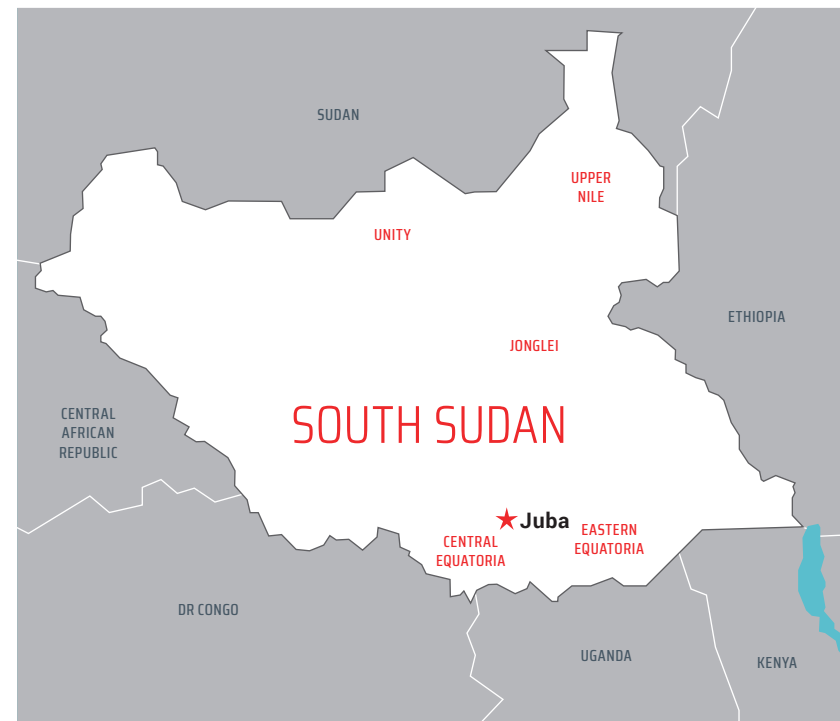 SUDAN
UPPER
NILE
UNITY
ETHIOPIA
JONGLEI
CENTRAL
AFRICAN
REPUBLIC
SOUTH SUDAN
Juba
CENTRAL
EQUATORIA
EASTERN
EQUATORIA
DR CONGO
UGANDA
KENYA